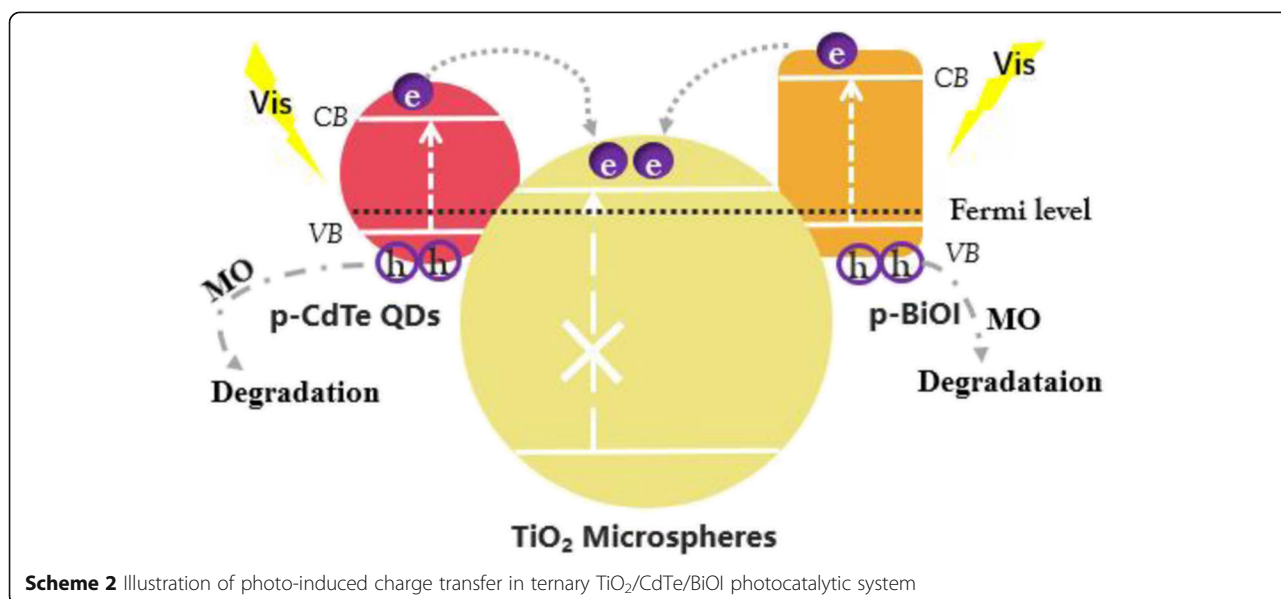 e
e
Vis
Vis
CB
CB
e e
Fermi level
VB
VB
h h
h h
MO
p-CdTe QDs
p-BiOI
MO
Degradation
Degradataion
TiO₂ Microspheres
Scheme 2 Illustration of photo-induced charge transfer in ternary TiO₂/CdTe/BiOI photocatalytic system